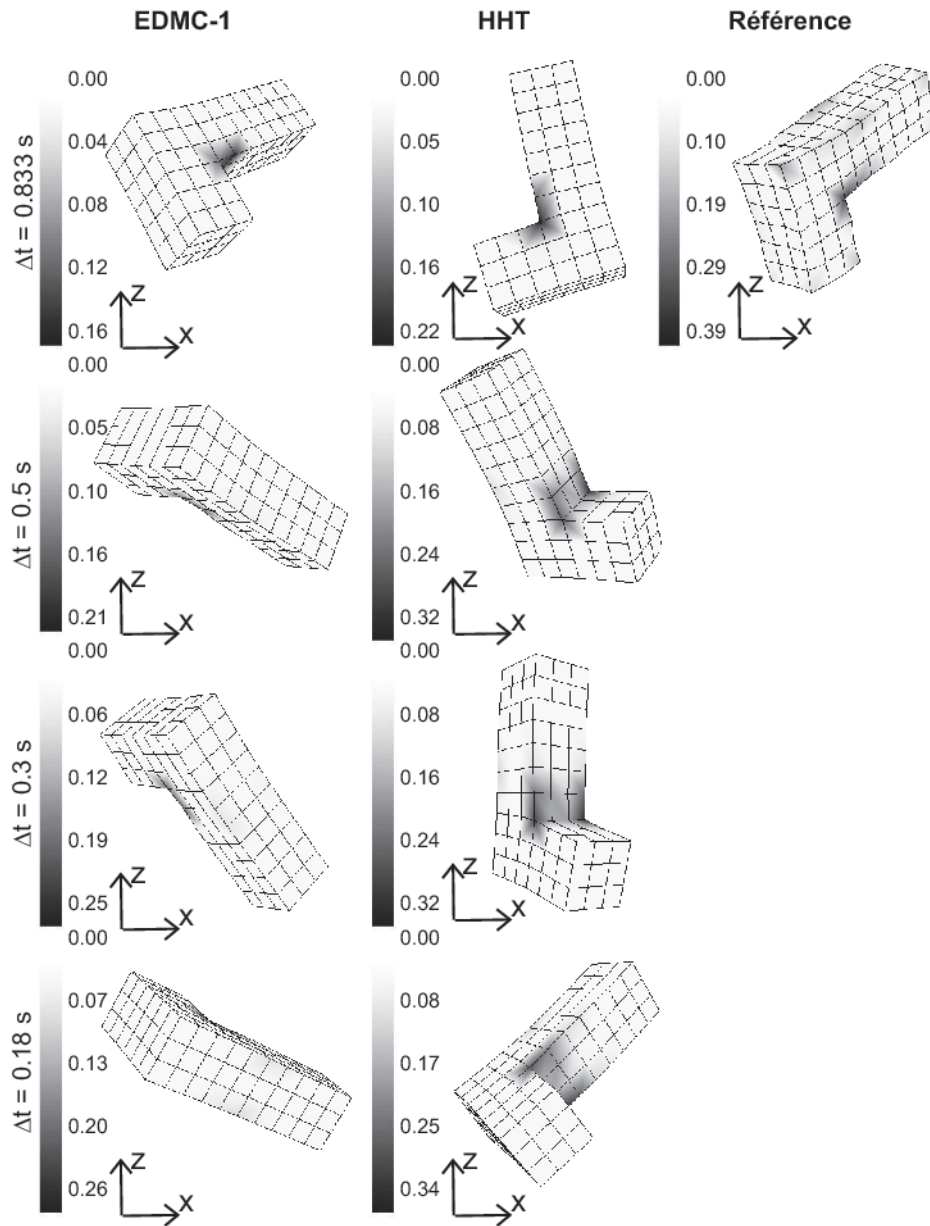 EDMC-1 HHT Référence
Δt = 0.833 s
0.00
0.04
0.08
0.12
0.16
Z
X
0.00
0.05
0.10
0.16
0.22
Z
X
0.00
0.10
0.19
0.29
0.39
Z
X
Δt = 0.5 s
0.00
0.05
0.10
0.16
0.21
Z
X
0.00
0.08
0.16
0.24
0.32
Z
X
Δt = 0.3 s
0.00
0.06
0.12
0.19
0.25
Z
X
0.00
0.08
0.16
0.24
0.32
Z
X
Δt = 0.18 s
0.00
0.07
0.13
0.20
0.26
Z
X
0.00
0.08
0.17
0.25
0.34
Z
X